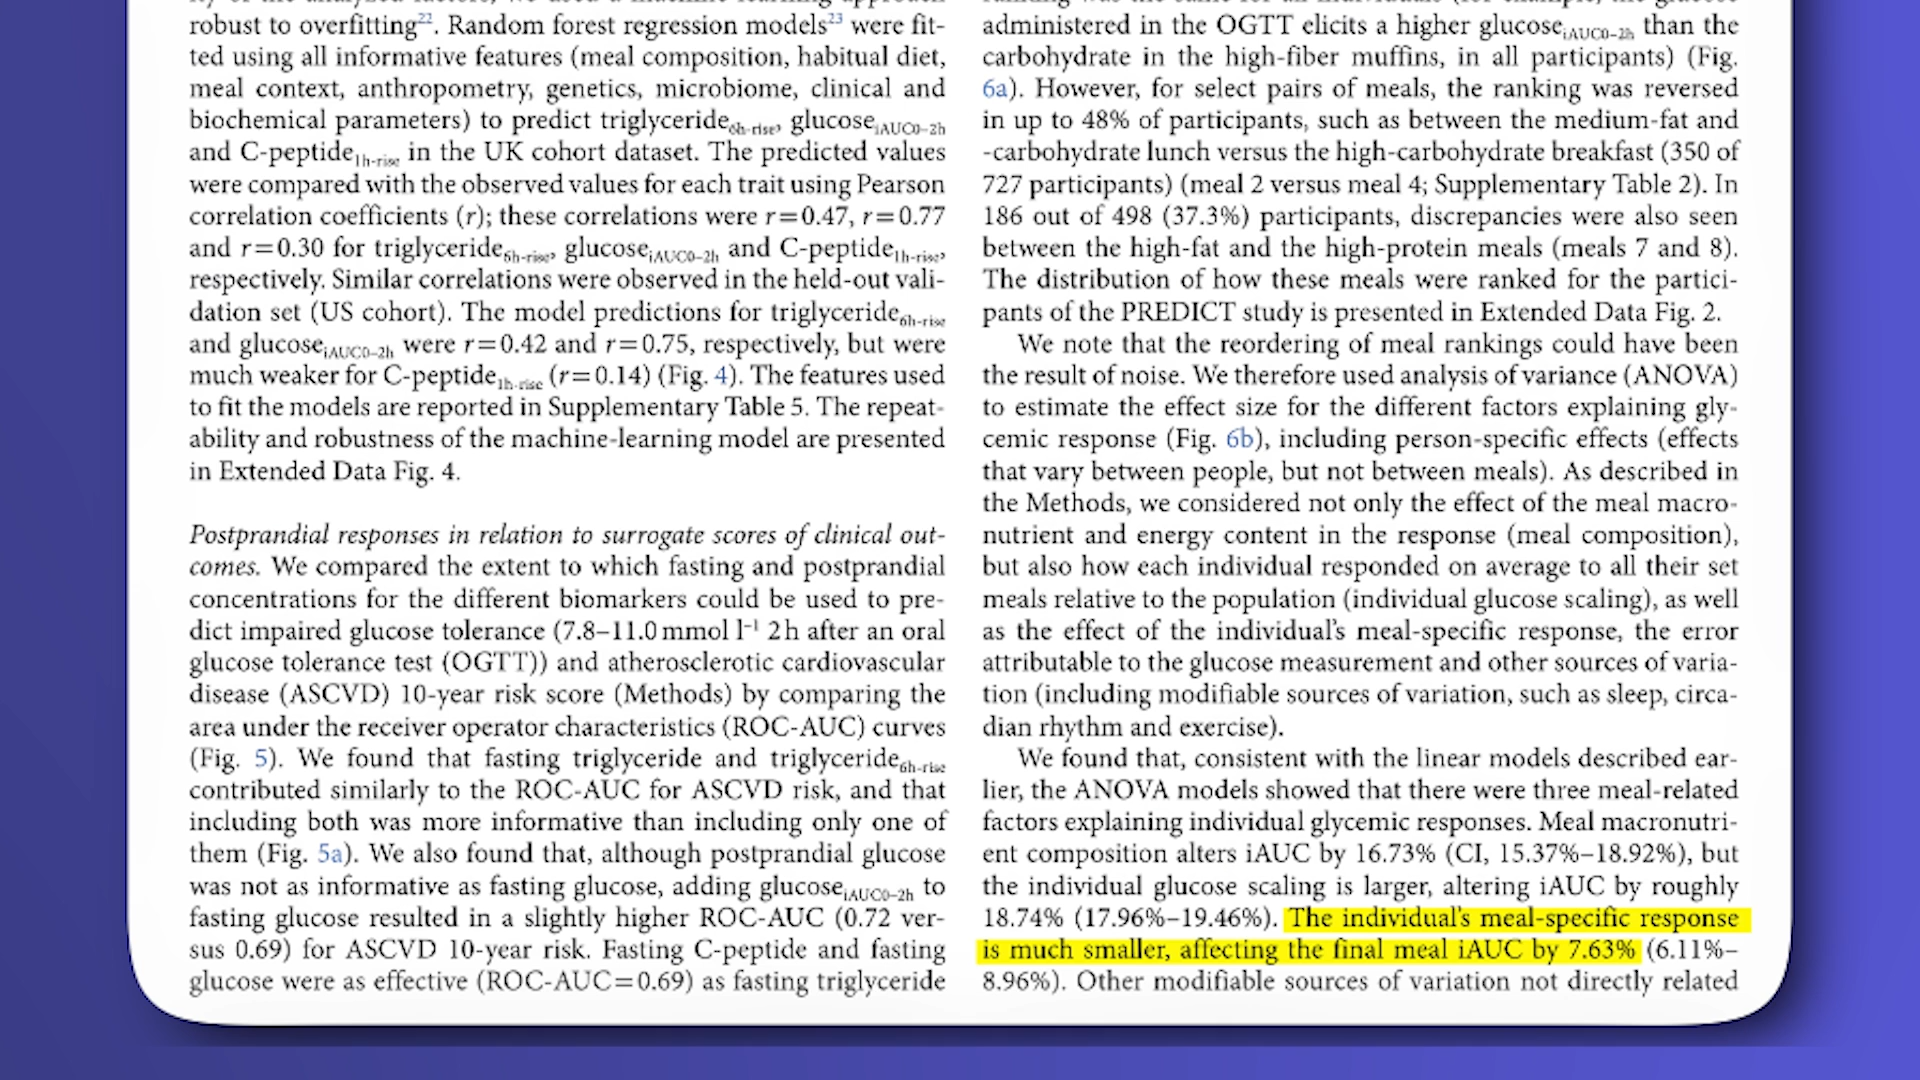 robust to overfitting22. Random forest regression models23 were fit-
ted using all informative features (meal composition, habitual diet,
meal context, anthropometry, genetics, microbiome, clinical and
biochemical parameters) to predict triglyceride6h-rise, glucoseiAUC0–2h
and C-peptide1h-rise in the UK cohort dataset. The predicted values
were compared with the observed values for each trait using Pearson
correlation coefficients (r); these correlations were r=0.47, r=0.77
and r=0.30 for triglyceride6h-rise, glucoseiAUC0–2h and C-peptide1h-rise,
respectively. Similar correlations were observed in the held-out vali-
dation set (US cohort). The model predictions for triglyceride6h-rise
and glucoseiAUC0–2h were r=0.42 and r=0.75, respectively, but were
much weaker for C-peptide1h-rise (r=0.14) (Fig. 4). The features used
to fit the models are reported in Supplementary Table 5. The repeat-
ability and robustness of the machine-learning model are presented
in Extended Data Fig. 4.
Postprandial responses in relation to surrogate scores of clinical out-
comes. We compared the extent to which fasting and postprandial
concentrations for the different biomarkers could be used to pre-
dict impaired glucose tolerance (7.8–11.0 mmol l−1 2 h after an oral
glucose tolerance test (OGTT)) and atherosclerotic cardiovascular
disease (ASCVD) 10-year risk score (Methods) by comparing the
area under the receiver operator characteristics (ROC-AUC) curves
(Fig. 5). We found that fasting triglyceride and triglyceride6h-rise
contributed similarly to the ROC-AUC for ASCVD risk, and that
including both was more informative than including only one of
them (Fig. 5a). We also found that, although postprandial glucose
was not as informative as fasting glucose, adding glucoseiAUC0–2h to
fasting glucose resulted in a slightly higher ROC-AUC (0.72 ver-
sus 0.69) for ASCVD 10-year risk. Fasting C-peptide and fasting
glucose were as effective (ROC-AUC=0.69) as fasting triglyceride
administered in the OGTT elicits a higher glucoseiAUC0–2h than the
carbohydrate in the high-fiber muffins, in all participants) (Fig.
6a). However, for select pairs of meals, the ranking was reversed
in up to 48% of participants, such as between the medium-fat and
-carbohydrate lunch versus the high-carbohydrate breakfast (350 of
727 participants) (meal 2 versus meal 4; Supplementary Table 2). In
186 out of 498 (37.3%) participants, discrepancies were also seen
between the high-fat and the high-protein meals (meals 7 and 8).
The distribution of how these meals were ranked for the partici-
pants of the PREDICT study is presented in Extended Data Fig. 2.
We note that the reordering of meal rankings could have been
the result of noise. We therefore used analysis of variance (ANOVA)
to estimate the effect size for the different factors explaining gly-
cemic response (Fig. 6b), including person-specific effects (effects
that vary between people, but not between meals). As described in
the Methods, we considered not only the effect of the meal macro-
nutrient and energy content in the response (meal composition),
but also how each individual responded on average to all their set
meals relative to the population (individual glucose scaling), as well
as the effect of the individual's meal-specific response, the error
attributable to the glucose measurement and other sources of varia-
tion (including modifiable sources of variation, such as sleep, circa-
dian rhythm and exercise).
We found that, consistent with the linear models described ear-
lier, the ANOVA models showed that there were three meal-related
factors explaining individual glycemic responses. Meal macronutri-
ent composition alters iAUC by 16.73% (CI, 15.37%–18.92%), but
the individual glucose scaling is larger, altering iAUC by roughly
18.74% (17.96%–19.46%). The individual's meal-specific response
is much smaller, affecting the final meal iAUC by 7.63% (6.11%–
8.96%). Other modifiable sources of variation not directly related